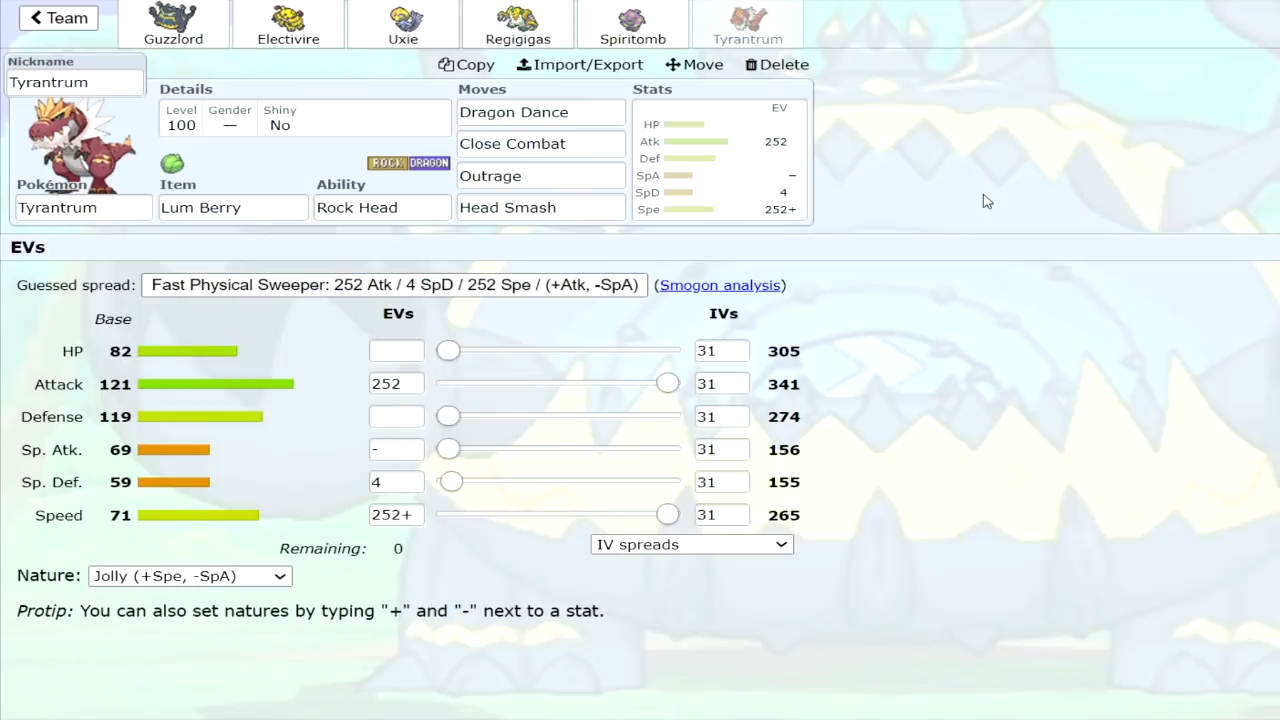 Team
Guzzlord
Electivire
Uxie
Regigigas
Spiritomb
Tyrantrum
Copy
Import/Export
Move
Delete
Nickname
Tyrantrum
Details
Level
Gender
Shiny
100
—
No
ROCK
DRAGON
Pokémon
Tyrantrum
Item
Lum Berry
Ability
Rock Head
Moves
Dragon Dance
Close Combat
Outrage
Head Smash
Stats
EV
HP
Atk 252
Def
SpA –
SpD 4
Spe 252+
EVs
Guessed spread: Fast Physical Sweeper: 252 Atk / 4 SpD / 252 Spe / (+Atk, -SpA) (Smogon analysis)
Base EVs IVs
HP 82 31 305
Attack 121 252 31 341
Defense 119 31 274
Sp. Atk. 69 - 31 156
Sp. Def. 59 4 31 155
Speed 71 252+ 31 265
Remaining: 0 IV spreads
Nature: Jolly (+Spe, -SpA)
Protip: You can also set natures by typing "+" and "-" next to a stat.